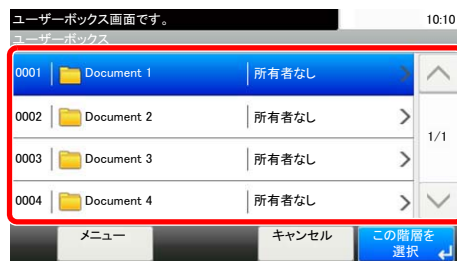 ユーザーボックス画面です。 10:10
ユーザーボックス
0001 Document 1 所有者なし
0002 Document 2 所有者なし
1/1
0003 Document 3 所有者なし
0004 Document 4 所有者なし
メニュー キャンセル この階層を
選択